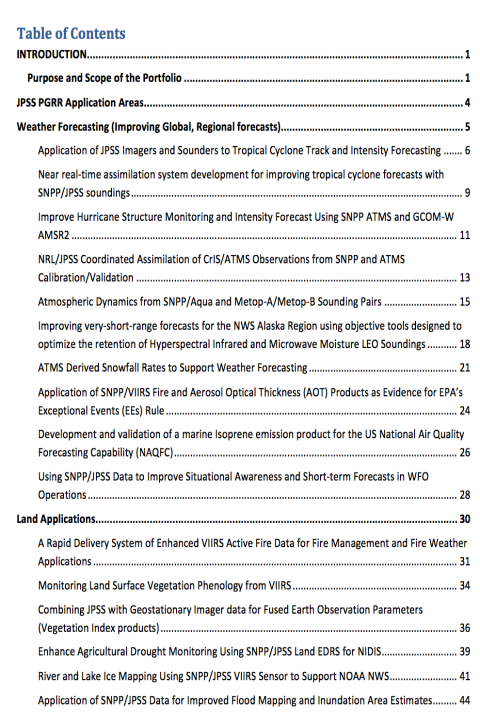 Table of Contents
INTRODUCTION.......... 1
Purpose and Scope of the Portfolio .......... 1
JPSS PGRR Application Areas.......... 4
Weather Forecasting (Improving Global, Regional forecasts).......... 5
Application of JPSS Imagers and Sounders to Tropical Cyclone Track and Intensity Forecasting ....... 6
Near real-time assimilation system development for improving tropical cyclone forecasts with
SNPP/JPSS soundings.......... 9
Improve Hurricane Structure Monitoring and Intensity Forecast Using SNPP ATMS and GCOM-W
AMSR2 .......... 11
NRL/JPSS Coordinated Assimilation of CrIS/ATMS Observations from SNPP and ATMS
Calibration/Validation .......... 13
Atmospheric Dynamics from SNPP/Aqua and Metop-A/Metop-B Sounding Pairs .......... 15
Improving very-short-range forecasts for the NWS Alaska Region using objective tools designed to
optimize the retention of Hyperspectral Infrared and Microwave Moisture LEO Soundings .......... 18
ATMS Derived Snowfall Rates to Support Weather Forecasting.......... 21
Application of SNPP/VIIRS Fire and Aerosol Optical Thickness (AOT) Products as Evidence for EPA's
Exceptional Events (EEs) Rule .......... 24
Development and validation of a marine Isoprene emission product for the US National Air Quality
Forecasting Capability (NAQFC).......... 26
Using SNPP/JPSS Data to Improve Situational Awareness and Short-term Forecasts in WFO
Operations .......... 28
Land Applications.......... 30
A Rapid Delivery System of Enhanced VIIRS Active Fire Data for Fire Management and Fire Weather
Applications .......... 31
Monitoring Land Surface Vegetation Phenology from VIIRS .......... 34
Combining JPSS with Geostationary Imager data for Fused Earth Observation Parameters
(Vegetation Index products) .......... 36
Enhance Agricultural Drought Monitoring Using SNPP/JPSS Land EDRS for NIDIS.......... 39
River and Lake Ice Mapping Using SNPP/JPSS VIIRS Sensor to Support NOAA NWS.......... 41
Application of SNPP/JPSS Data for Improved Flood Mapping and Inundation Area Estimates......... 44